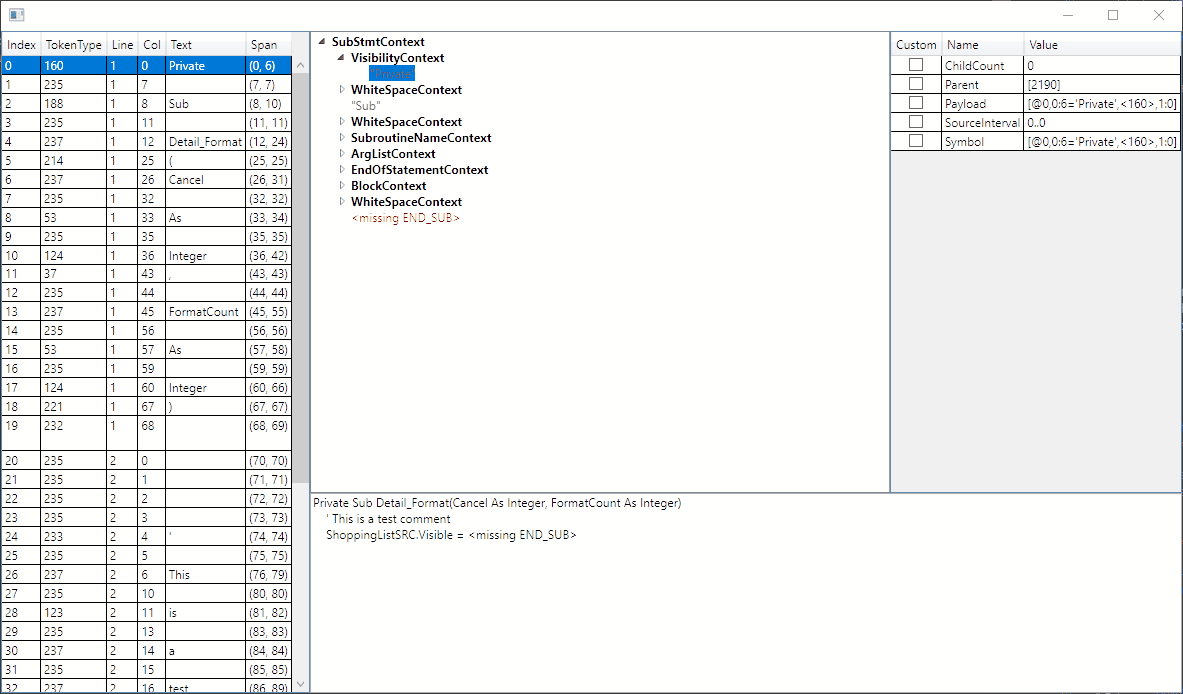 Index TokenType Line Col Text Span
0 160 1 0 Private (0, 6)
1 235 1 7 (7, 7)
2 188 1 8 Sub (8, 10)
3 235 1 11 (11, 11)
4 237 1 12 Detail_Format (12, 24)
5 214 1 25 ( (25, 25)
6 237 1 26 Cancel (26, 31)
7 235 1 32 (32, 32)
8 53 1 33 As (33, 34)
9 235 1 35 (35, 35)
10 124 1 36 Integer (36, 42)
11 37 1 43 , (43, 43)
12 235 1 44 (44, 44)
13 237 1 45 FormatCount (45, 55)
14 235 1 56 (56, 56)
15 53 1 57 As (57, 58)
16 235 1 59 (59, 59)
17 124 1 60 Integer (60, 66)
18 221 1 67 ) (67, 67)
19 232 1 68 (68, 69)
20 235 2 0 (70, 70)
21 235 2 1 (71, 71)
22 235 2 2 (72, 72)
23 235 2 3 (73, 73)
24 233 2 4 ' (74, 74)
25 235 2 5 (75, 75)
26 237 2 6 This (76, 79)
27 235 2 10 (80, 80)
28 123 2 11 is (81, 82)
29 235 2 13 (83, 83)
30 237 2 14 a (84, 84)
31 235 2 15 (85, 85)
32 237 2 16 test (86, 89)
SubStmtContext
VisibilityContext
"Private"
WhiteSpaceContext
"Sub"
WhiteSpaceContext
SubroutineNameContext
ArgListContext
EndOfStatementContext
BlockContext
WhiteSpaceContext
<missing END_SUB>
Custom Name Value
ChildCount 0
Parent [2190]
Payload [@0,0:6='Private',<160>,1:0]
SourceInterval 0..0
Symbol [@0,0:6='Private',<160>,1:0]
Private Sub Detail_Format(Cancel As Integer, FormatCount As Integer)
' This is a test comment
ShoppingListSRC.Visible = <missing END_SUB>